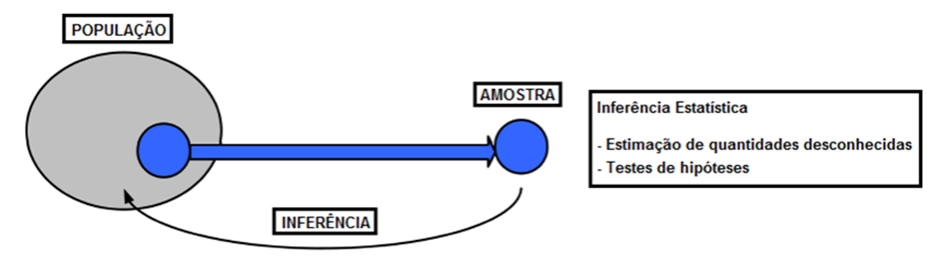 POPULAÇÃO
AMOSTRA
Inferência Estatística
- Estimação de quantidades desconhecidas
- Testes de hipóteses
INFERÊNCIA